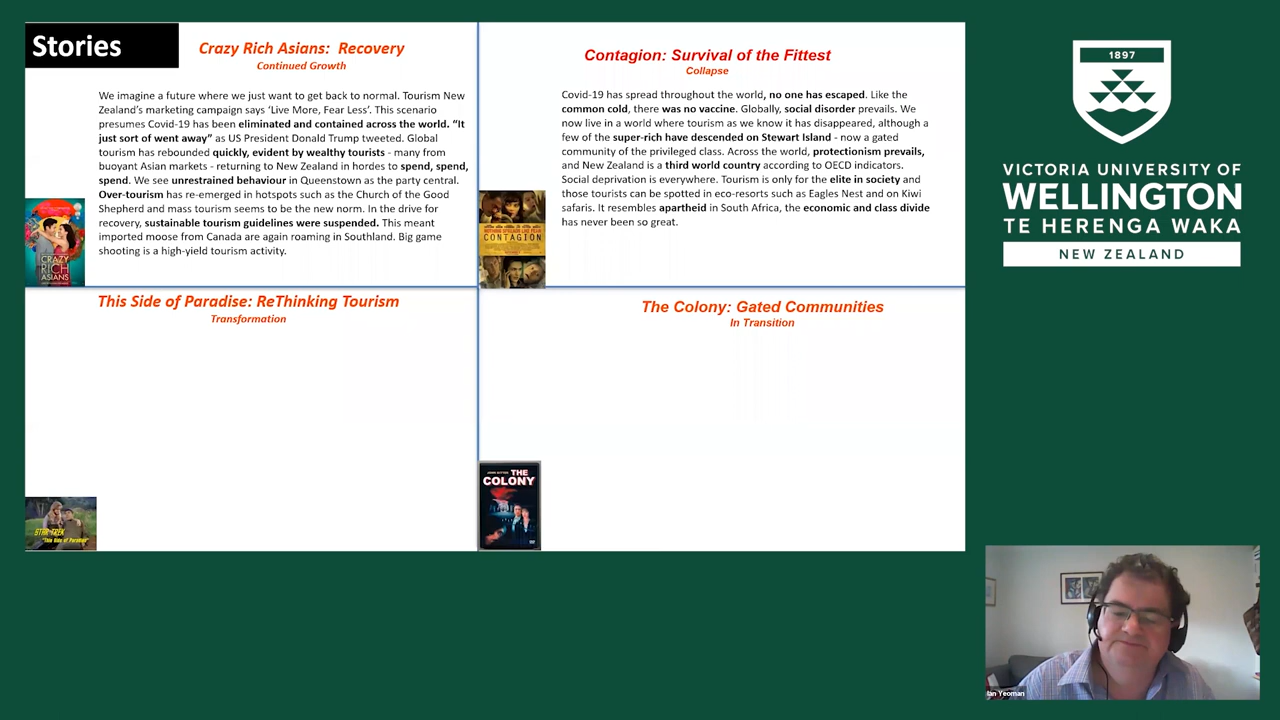 Stories
Crazy Rich Asians: Recovery
Continued Growth
We imagine a future where we just want to get back to normal. Tourism New
Zealand's marketing campaign says 'Live More, Fear Less'. This scenario
presumes Covid-19 has been eliminated and contained across the world. "It
just sort of went away" as US President Donald Trump tweeted. Global
tourism has rebounded quickly, evident by wealthy tourists - many from
buoyant Asian markets - returning to New Zealand in hordes to spend, spend,
spend. We see unrestrained behaviour in Queenstown as the party central.
Over-tourism has re-emerged in hotspots such as the Church of the Good
Shepherd and mass tourism seems to be the new norm. In the drive for
recovery, sustainable tourism guidelines were suspended. This meant
imported moose from Canada are again roaming in Southland. Big game
shooting is a high-yield tourism activity.
CRAZY
RICH
ASIANS
Contagion: Survival of the Fittest
Collapse
Covid-19 has spread throughout the world, no one has escaped. Like the
common cold, there was no vaccine. Globally, social disorder prevails. We
now live in a world where tourism as we know it has disappeared, although a
few of the super-rich have descended on Stewart Island - now a gated
community of the privileged class. Across the world, protectionism prevails,
and New Zealand is a third world country according to OECD indicators.
Social deprivation is everywhere. Tourism is only for the elite in society and
those tourists can be spotted in eco-resorts such as Eagles Nest and on Kiwi
safaris. It resembles apartheid in South Africa, the economic and class divide
has never been so great.
NOTHING SPREADS LIKE FEAR
CONTAGION
This Side of Paradise: ReThinking Tourism
Transformation
STAR TREK
"This Side of Paradise"
The Colony: Gated Communities
In Transition
THE
COLONY
1897
VICTORIA UNIVERSITY OF
WELLINGTON
TE HERENGA WAKA
NEW ZEALAND
Ian Yeoman